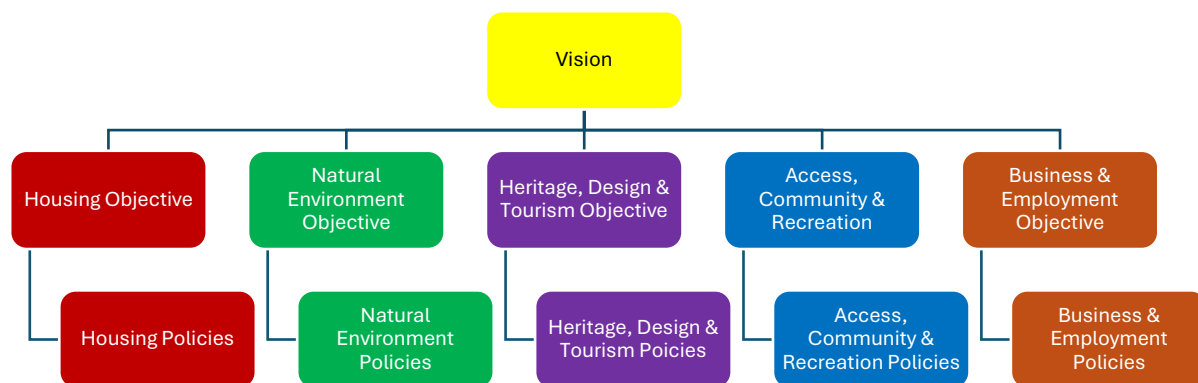 Vision
Housing Objective
Natural
Environment
Objective
Heritage, Design &
Tourism Objective
Access,
Community &
Recreation
Business &
Employment
Objective
Housing Policies
Natural
Environment
Policies
Heritage, Design &
Tourism Poicies
Access,
Community &
Recreation Policies
Business &
Employment
Policies